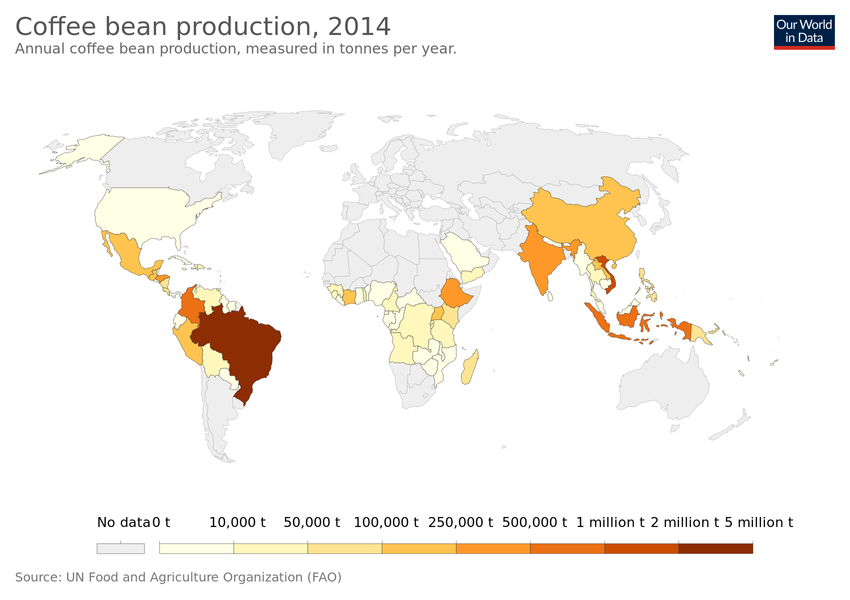 Coffee bean production, 2014
Annual coffee bean production, measured in tonnes per year.
Our World
in Data
No data 0 t 10,000 t 50,000 t 100,000 t 250,000 t 500,000 t 1 million t 2 million t 5 million t
Source: UN Food and Agriculture Organization (FAO)